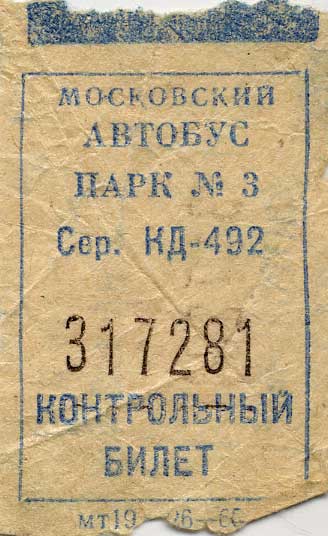 МОСКОВСКИЙ
АВТОБУС
ПАРК № 3
Сер. КД-492
317281
КОНТРОЛЬНЫЙ
БИЛЕТ